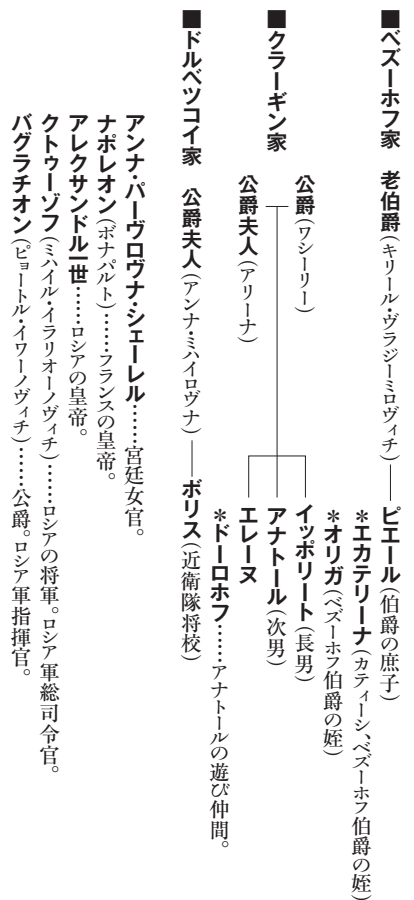 ■ベズーホフ家 老伯爵(キリール・ヴラジーミロヴィチ)――ピエール(伯爵の庶子)
＊エカテリーナ(カティーシ、ベズーホフ伯爵の姪)
＊オリガ(ベズーホフ伯爵の姪)
■クラーギン家 公爵(ワシーリー)
公爵夫人(アリーナ)
イッポリート(長男)
アナトール(次男)
エレーヌ
＊ドーロホフ……アナトールの遊び仲間。
■ドルベツコイ家 公爵夫人(アンナ・ミハイロヴナ)――ボリス(近衛隊将校)
アンナ・パーヴロヴナ・シェーレル……宮廷女官。
ナポレオン(ボナパルト)……フランスの皇帝。
アレクサンドル一世……ロシアの皇帝。
クトゥーゾフ(ミハイル・イラリオーノヴィチ)……ロシアの将軍。ロシア軍総司令官。
バグラチオン(ピョートル・イワーノヴィチ)……公爵。ロシア軍指揮官。